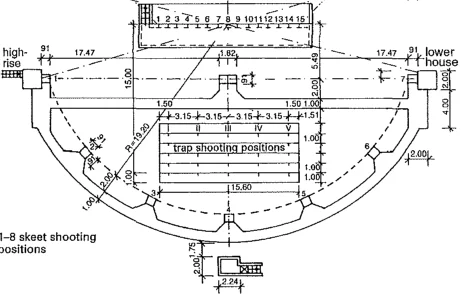 1 2 3 4 5 6 7 8 9 10 11 12 13 14 15
high-
rise
.91
17.47
1.82
17.47
.91
lower
house
5.49
15.00
2.00
.91
7
2.00
4.00
1.50
1.50 1.00
3.15
3.15
3.15
3.15
1.51
II
III
IV
V
R=19.20
1.00
trap shooting positions
6
.91
2.00
1.00
1.00
1.00
1.00
2.00
15.60
1.00
3
4
5
1–8 skeet shooting
positions
1.75
2.00
2.24